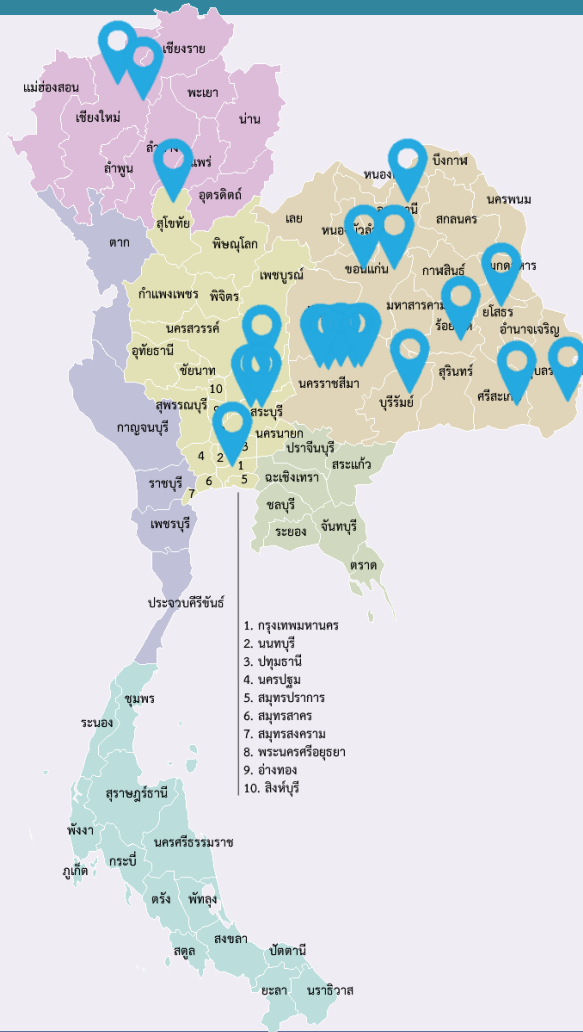 เชียงราย
แม่ฮ่องสอน
พะเยา
เชียงใหม่
น่าน
แพร่
ลำพูน
อุตรดิตถ์
บึงกาฬ
นครพนม
เลย
สกลนคร
สุโขทัย
ตาก
พิษณุโลก
ขอนแก่น
กาฬสินธุ์
เพชรบูรณ์
กำแพงเพชร
พิจิตร
มหาสารคาม
ยโสธร
นครสวรรค์
อำนาจเจริญ
อุทัยธานี
ชัยนาท
สุรินทร์
นครราชสีมา
10
สุพรรณบุรี
สระบุรี
บุรีรัมย์
กาญจนบุรี
นครนายก
3
ปราจีนบุรี
4
2
1
สระแก้ว
ราชบุรี
6
5
ฉะเชิงเทรา
7
ชลบุรี
เพชรบุรี
ระยอง
จันทบุรี
ตราด
ประจวบคีรีขันธ์
1. กรุงเทพมหานคร
2. นนทบุรี
3. ปทุมธานี
4. นครปฐม
5. สมุทรปราการ
6. สมุทรสาคร
7. สมุทรสงคราม
8. พระนครศรีอยุธยา
9. อ่างทอง
10. สิงห์บุรี
ชุมพร
ระนอง
สุราษฎร์ธานี
พังงา
นครศรีธรรมราช
กระบี่
ภูเก็ต
ตรัง
พัทลุง
สงขลา
สตูล
ปัตตานี
ยะลา
นราธิวาส